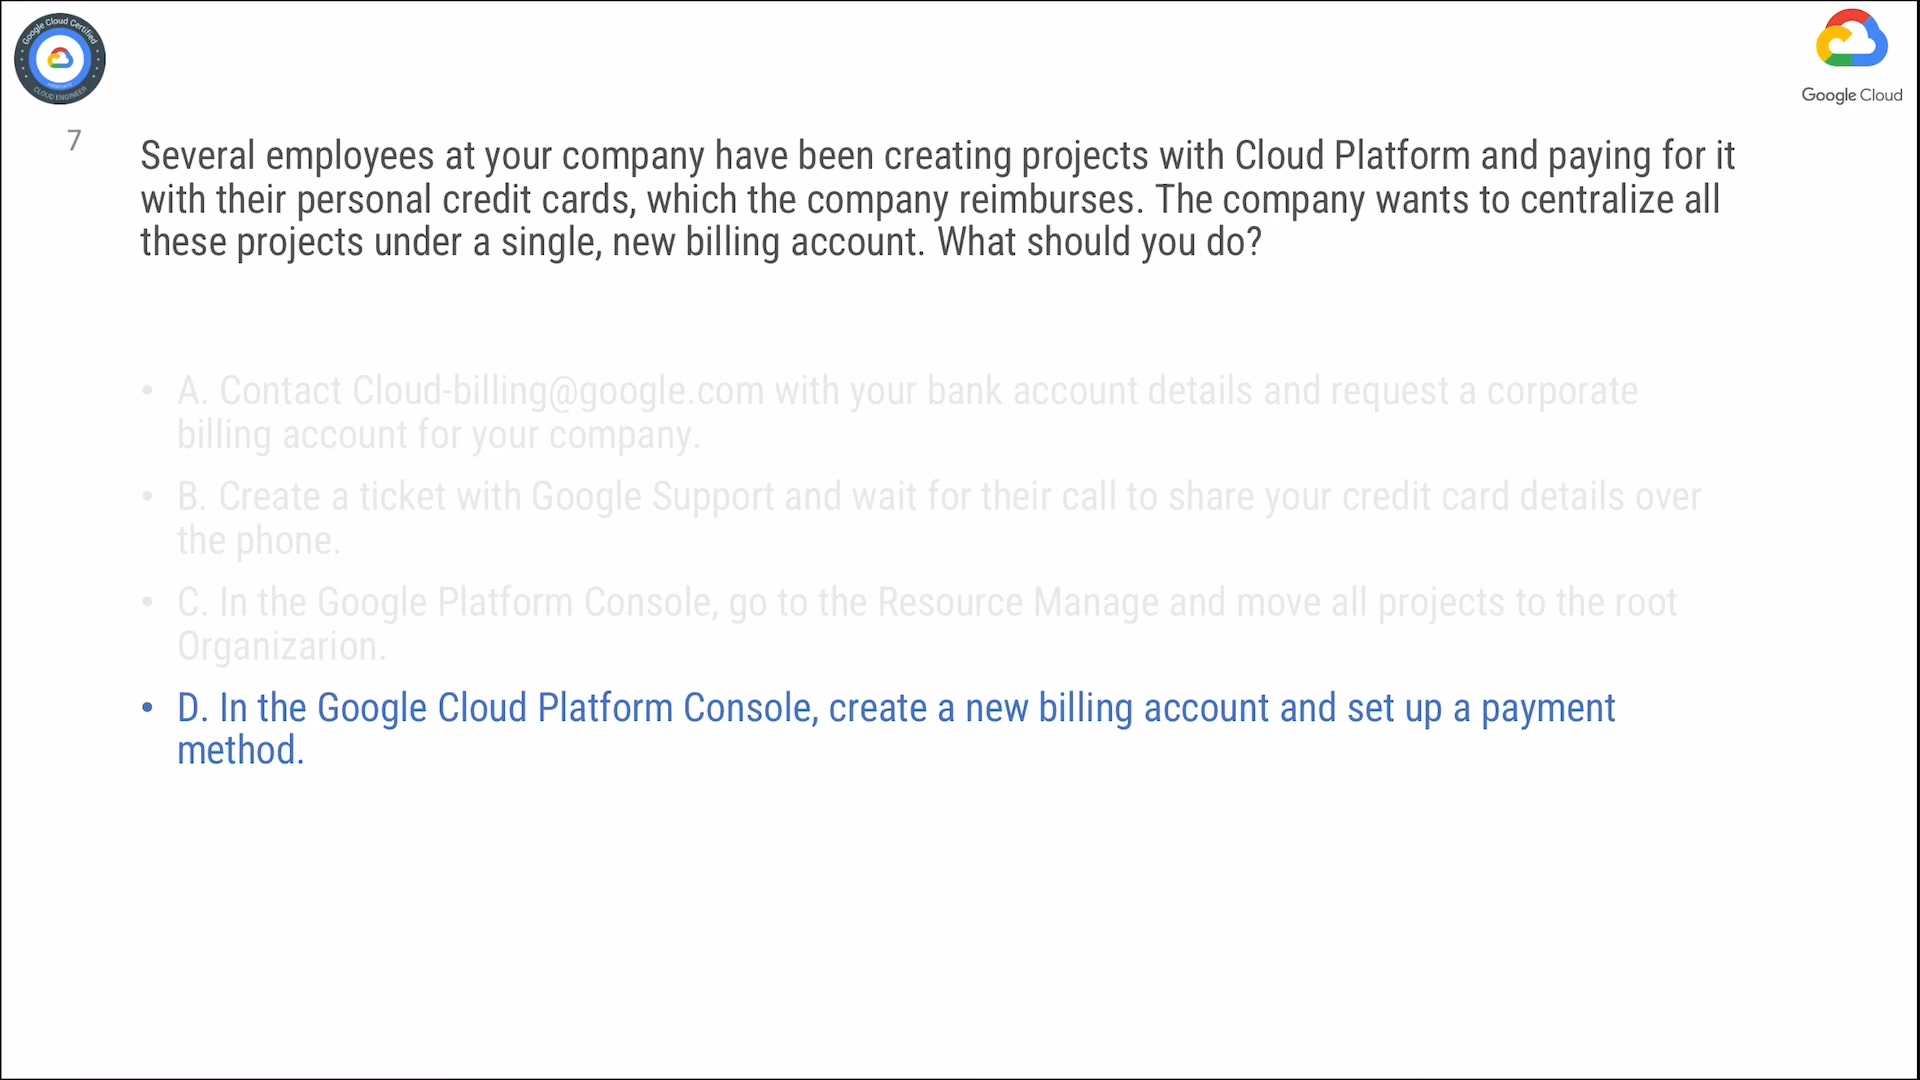 Google Cloud Certified
ASSOCIATE
CLOUD ENGINEER
Google Cloud
7
Several employees at your company have been creating projects with Cloud Platform and paying for it
with their personal credit cards, which the company reimburses. The company wants to centralize all
these projects under a single, new billing account. What should you do?
• A. Contact Cloud-billing@google.com with your bank account details and request a corporate
billing account for your company.
• B. Create a ticket with Google Support and wait for their call to share your credit card details over
the phone.
• C. In the Google Platform Console, go to the Resource Manage and move all projects to the root
Organizarion.
• D. In the Google Cloud Platform Console, create a new billing account and set up a payment
method.